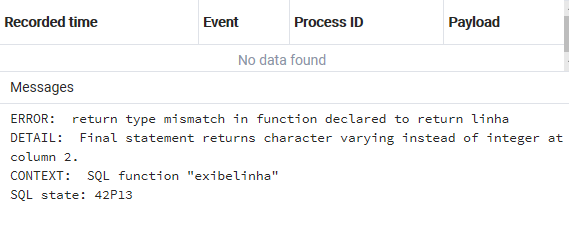 Recorded time Event Process ID Payload
No data found
Messages
ERROR:  return type mismatch in function declared to return linha
DETAIL:  Final statement returns character varying instead of integer at
column 2.
CONTEXT:  SQL function "exibelinha"
SQL state: 42P13